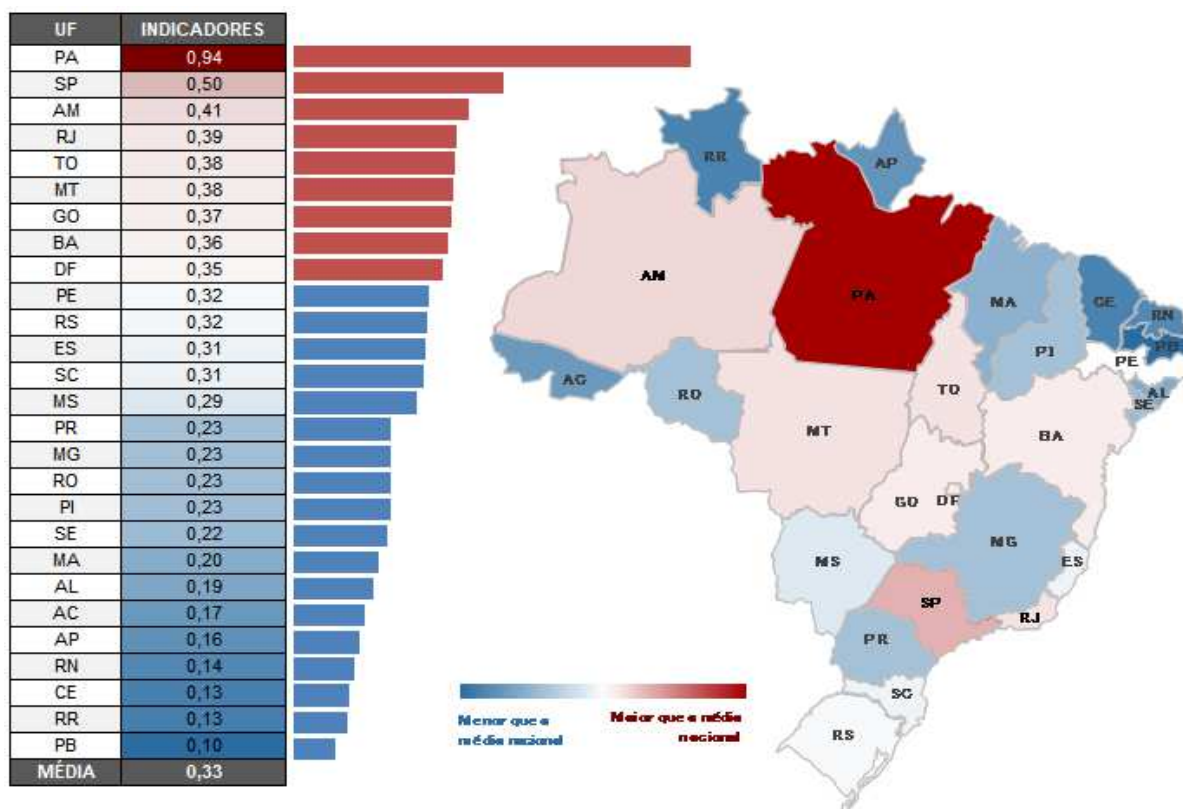 UF INDICADORES
PA 0,94
SP 0,50
AM 0,41
RJ 0,39
TO 0,38
MT 0,38
GO 0,37
BA 0,36
DF 0,35
PE 0,32
RS 0,32
ES 0,31
SC 0,31
MS 0,29
PR 0,23
MG 0,23
RO 0,23
PI 0,23
SE 0,22
MA 0,20
AL 0,19
AC 0,17
AP 0,16
RN 0,14
CE 0,13
RR 0,13
PB 0,10
MÉDIA 0,33
RR
AP
AM
PA
MA
CE
RN
PB
PI
PE
AC
RO
TO
AL
SE
MT
BA
GO
DF
MG
MS
ES
SP
RJ
PR
SC
RS
Menor que a
média nacional
Maior que a média
nacional